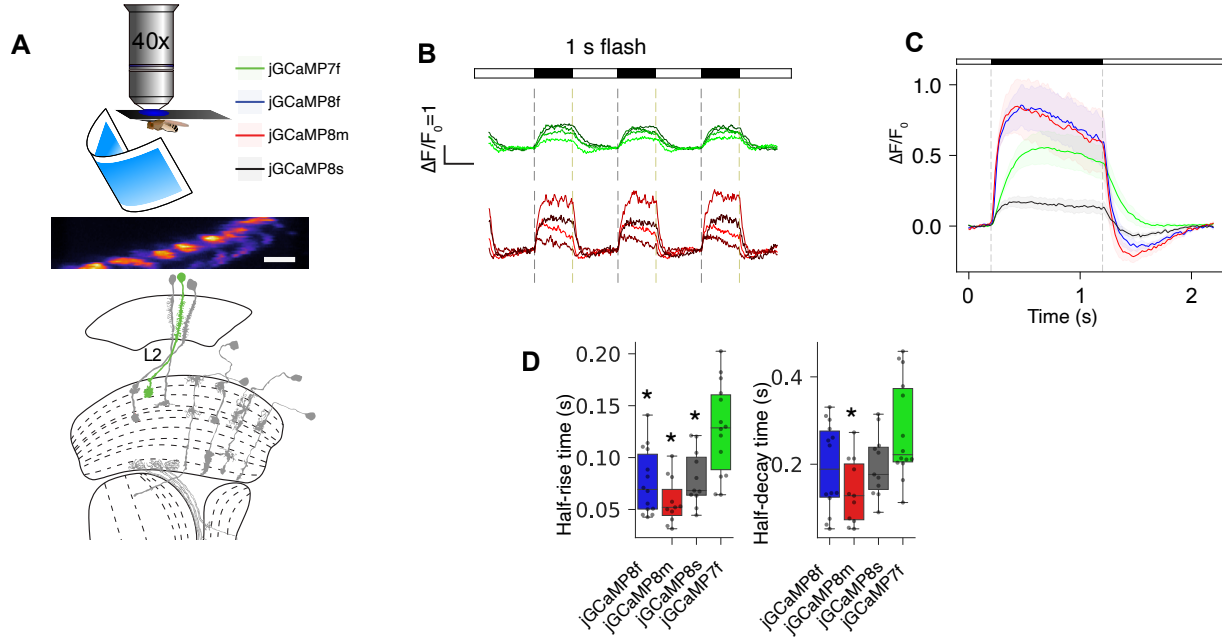 A
40x
jGCaMP7f
jGCaMP8f
jGCaMP8m
jGCaMP8s
L2
B
1 s flash
ΔF/F0=1
C
1.0
0.5
0.0
ΔF/F0
0
1
2
Time (s)
D
0.20
0.15
0.10
0.05
Half-rise time (s)
* * *
jGCaMP8f
jGCaMP8m
jGCaMP8s
jGCaMP7f
0.4
0.2
Half-decay time (s)
*
jGCaMP8f
jGCaMP8m
jGCaMP8s
jGCaMP7f